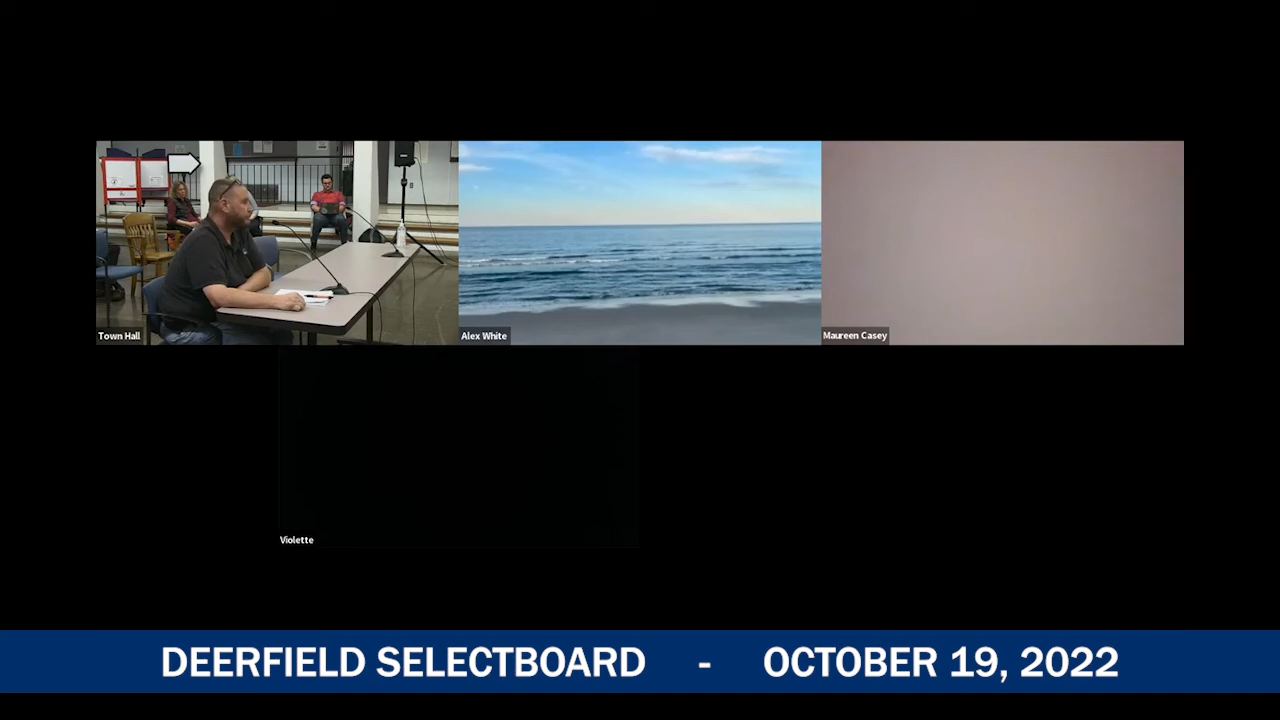 Town Hall
Alex White
Maureen Casey
Violette
DEERFIELD SELECTBOARD - OCTOBER 19, 2022